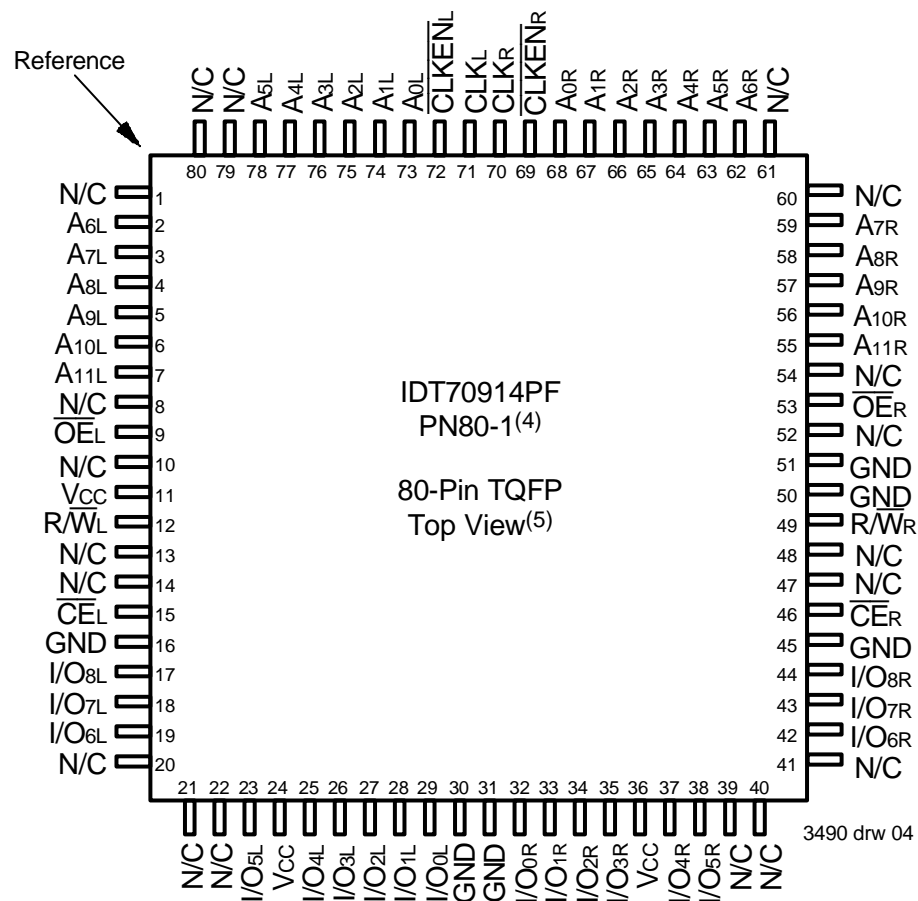 Reference
N/C
N/C
A5L
A4L
A3L
A2L
A1L
A0L
CLKENL
CLKL
CLKR
CLKENR
A0R
A1R
A2R
A3R
A4R
A5R
A6R
N/C
80 79 78 77 76 75 74 73 72 71 70 69 68 67 66 65 64 63 62 61
N/C 1
A6L 2
A7L 3
A8L 4
A9L 5
A10L 6
A11L 7
N/C 8
OEL 9
N/C 10
VCC 11
R/WL 12
N/C 13
N/C 14
CEL 15
GND 16
I/O8L 17
I/O7L 18
I/O6L 19
N/C 20
IDT70914PF
PN80-1(4)
80-Pin TQFP
Top View(5)
60 N/C
59 A7R
58 A8R
57 A9R
56 A10R
55 A11R
54 N/C
53 OER
52 N/C
51 GND
50 GND
49 R/WR
48 N/C
47 N/C
46 CER
45 GND
44 I/O8R
43 I/O7R
42 I/O6R
41 N/C
21 22 23 24 25 26 27 28 29 30 31 32 33 34 35 36 37 38 39 40
N/C
N/C
I/O5L
VCC
I/O4L
I/O3L
I/O2L
I/O1L
I/O0L
GND
GND
I/O0R
I/O1R
I/O2R
I/O3R
VCC
I/O4R
I/O5R
N/C
N/C
3490 drw 04